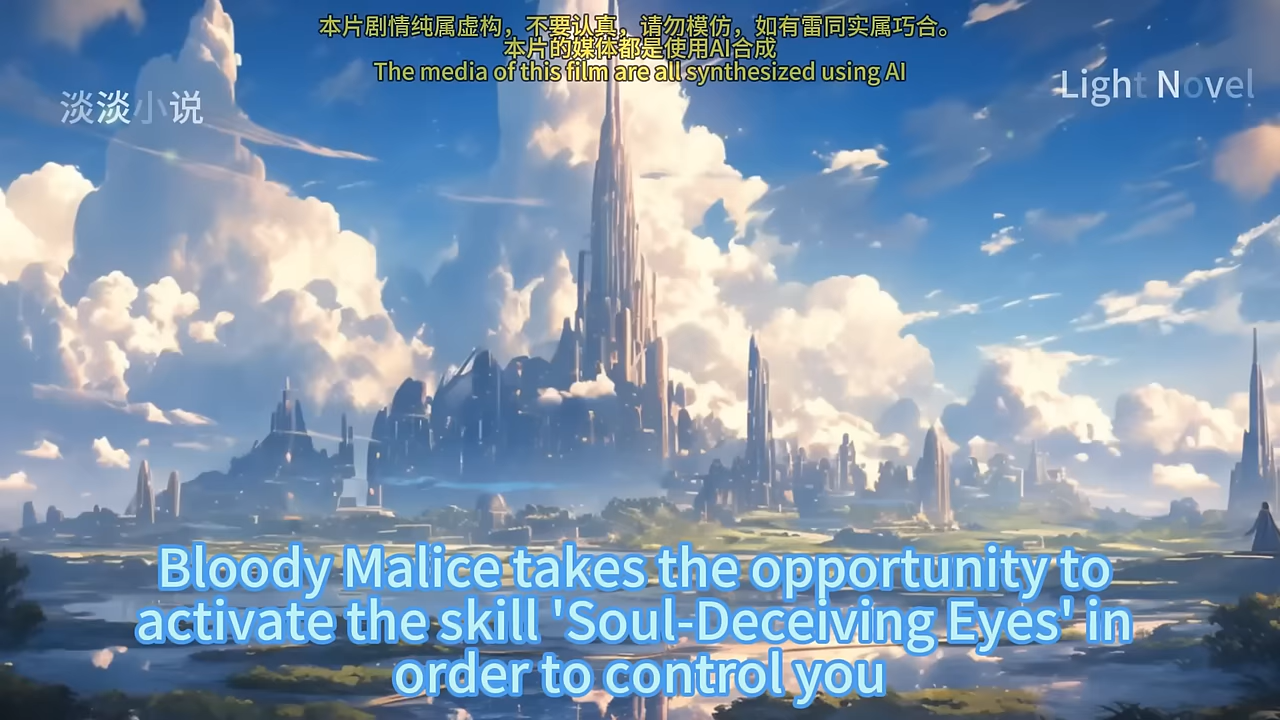 本片剧情纯属虚构，不要认真，请勿模仿，如有雷同实属巧合。
本片的媒体都是使用AI合成
The media of this film are all synthesized using AI
淡淡小说
Light Novel
Bloody Malice takes the opportunity to
activate the skill 'Soul-Deceiving Eyes' in
order to control you